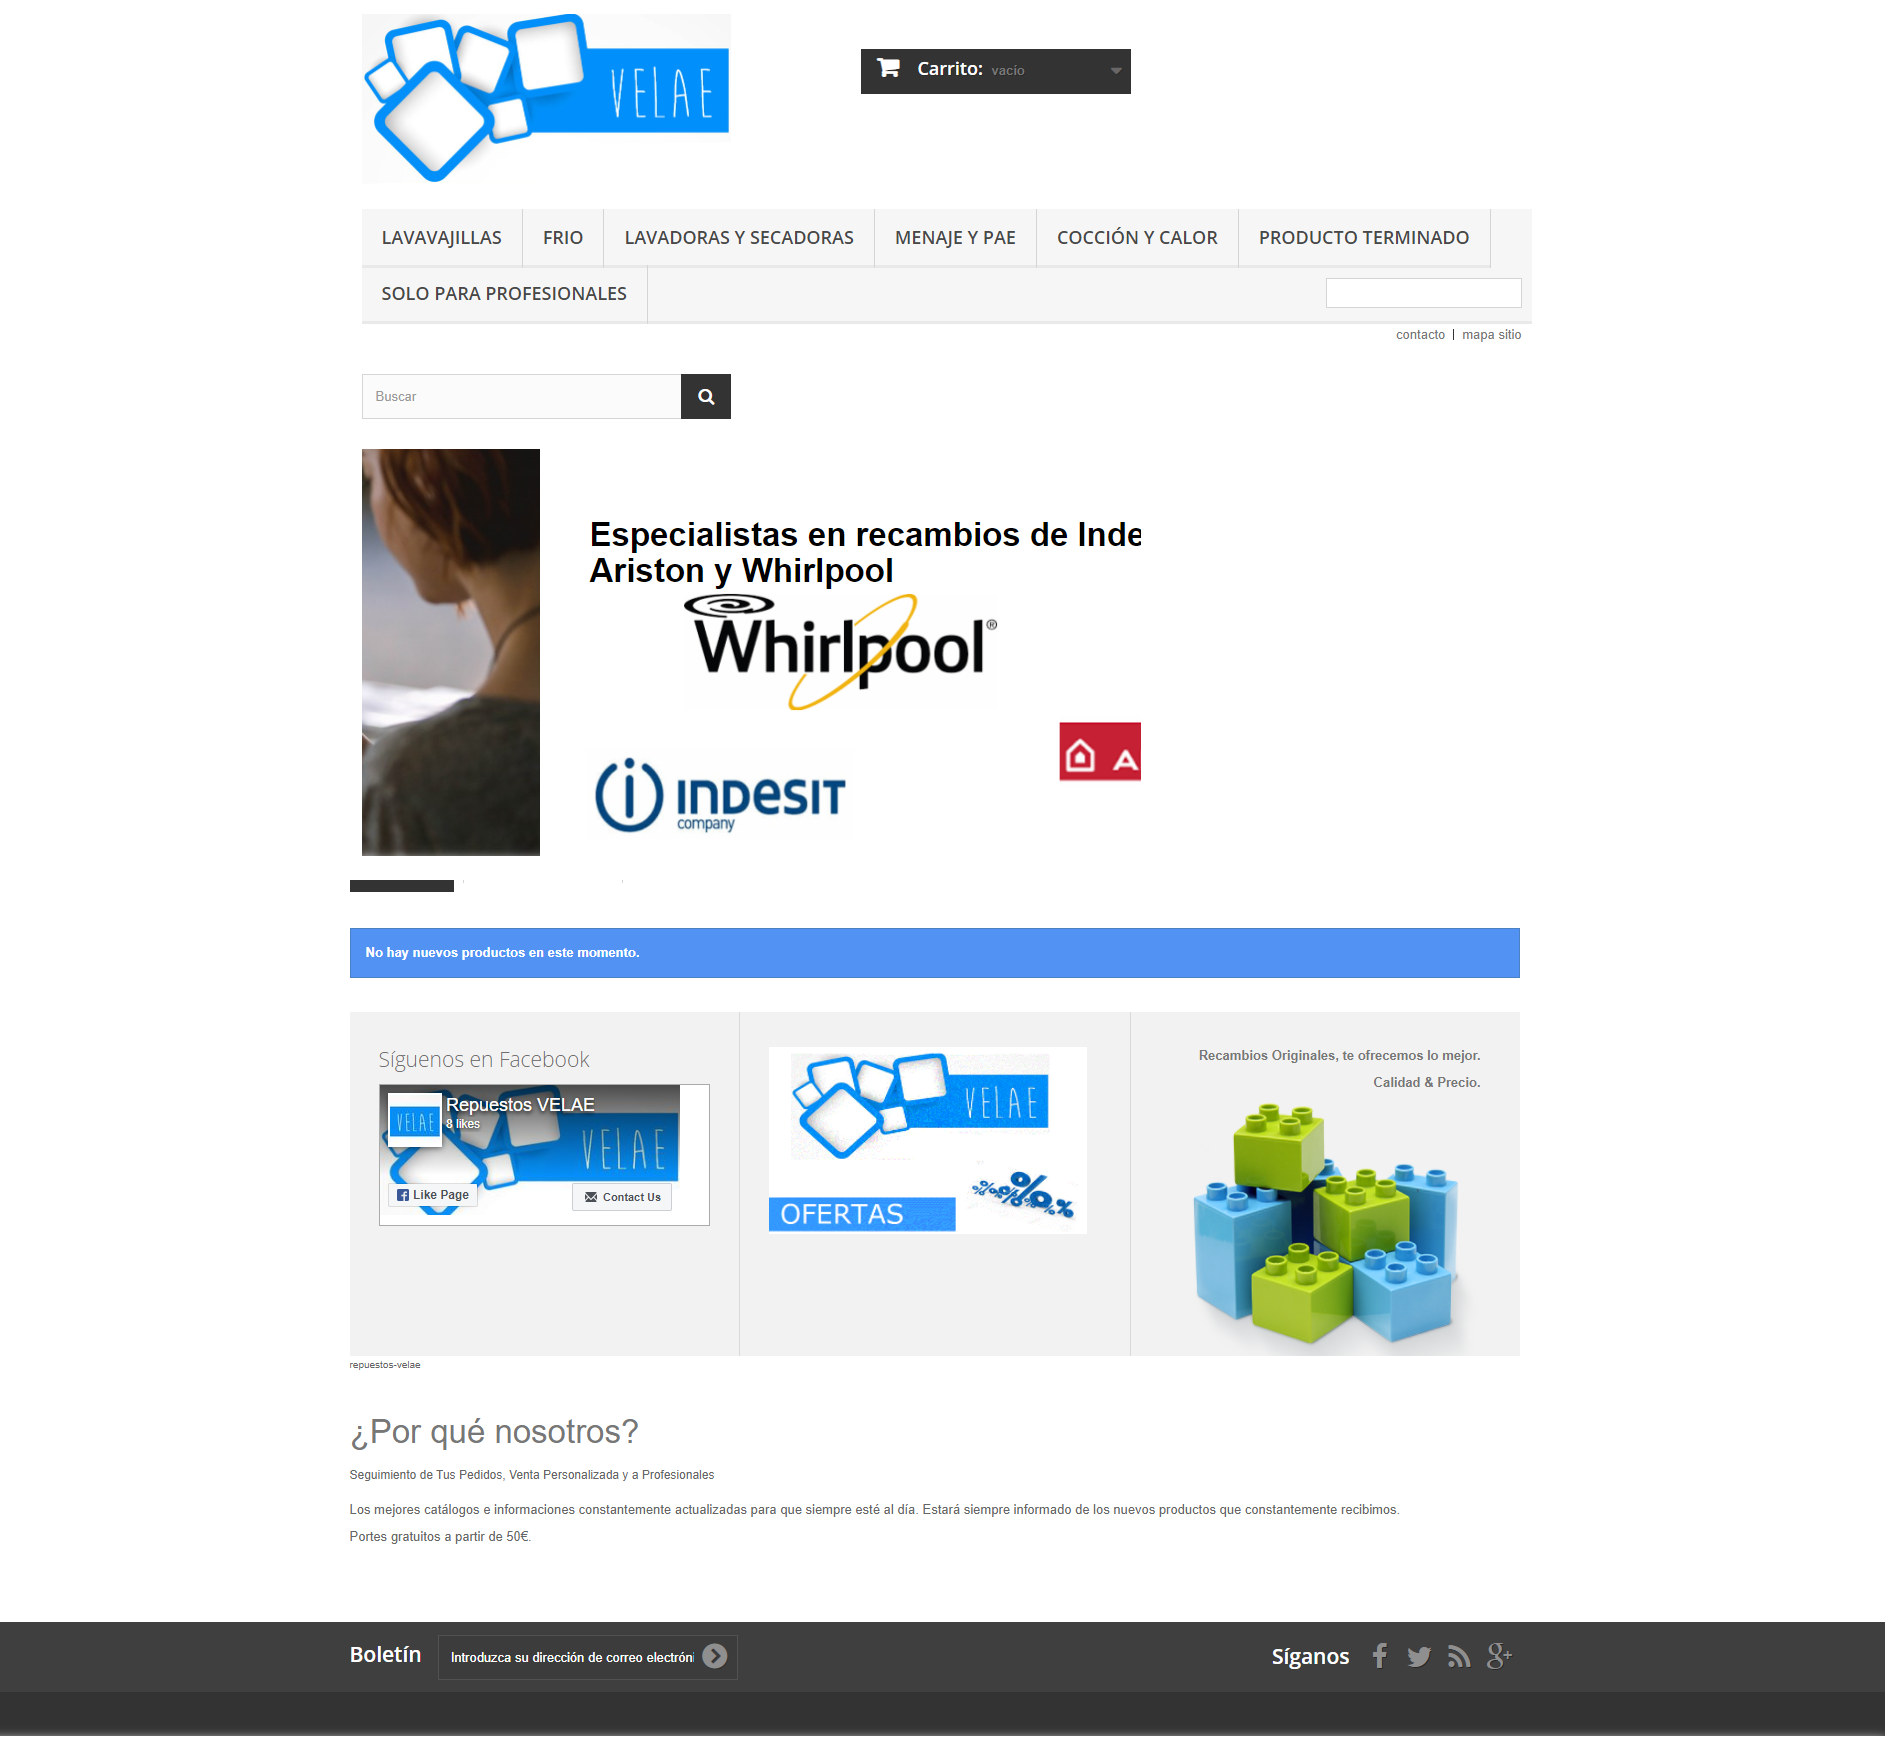 VELAE
Carrito: vacío
LAVAVAJILLAS
FRIO
LAVADORAS Y SECADORAS
MENAJE Y PAE
COCCIÓN Y CALOR
PRODUCTO TERMINADO
SOLO PARA PROFESIONALES
contacto
mapa sitio
Buscar
Especialistas en recambios de Inde
Ariston y Whirlpool
Whirlpool®
A
INDESIT
company
No hay nuevos productos en este momento.
Síguenos en Facebook
VELAE
Repuestos VELAE
8 likes
VELAE
Like Page
Contact Us
VELAE
%%%%%%
OFERTAS
Recambios Originales, te ofrecemos lo mejor.
Calidad & Precio.
repuestos-velae
¿Por qué nosotros?
Seguimiento de Tus Pedidos, Venta Personalizada y a Profesionales
Los mejores catálogos e informaciones constantemente actualizadas para que siempre esté al día. Estará siempre informado de los nuevos productos que constantemente recibimos.
Portes gratuitos a partir de 50€.
Boletín
Introduzca su dirección de correo electróni
Síganos